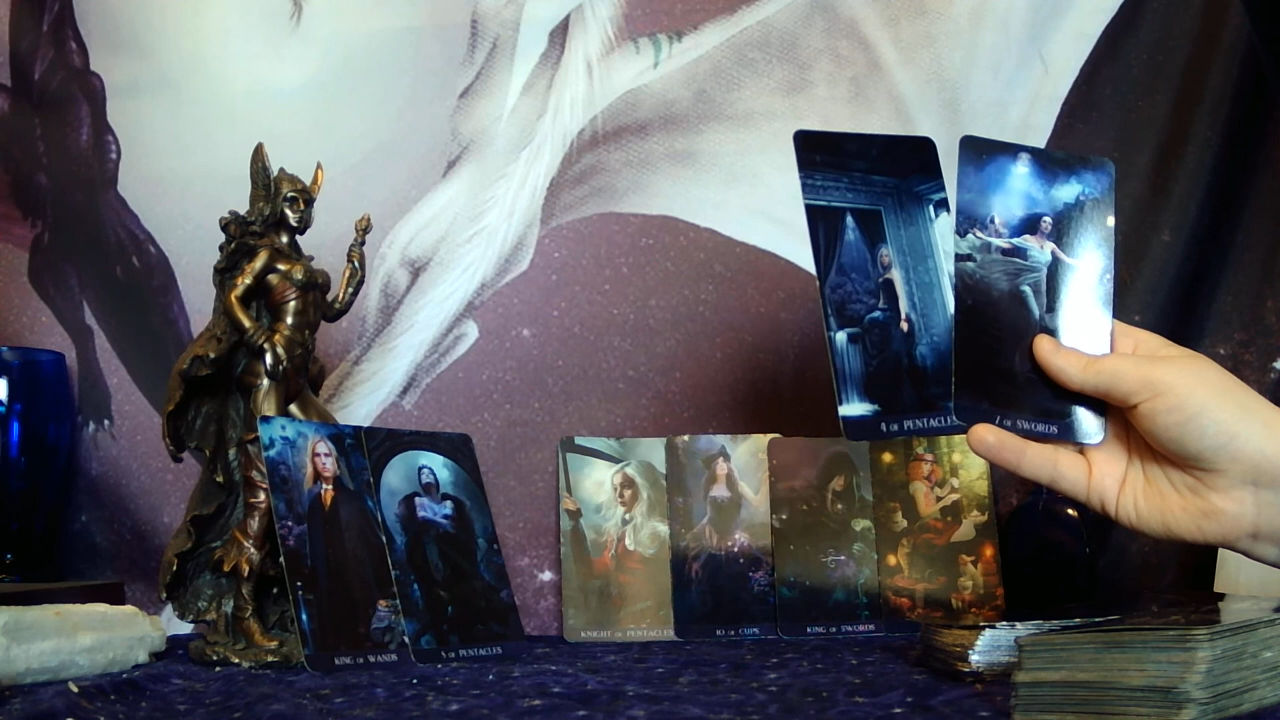 4 OF PENTACLES
7 OF SWORDS
KING OF WANDS
5 OF PENTACLES
KNIGHT OF PENTACLES
10 OF CUPS
KING OF SWORDS